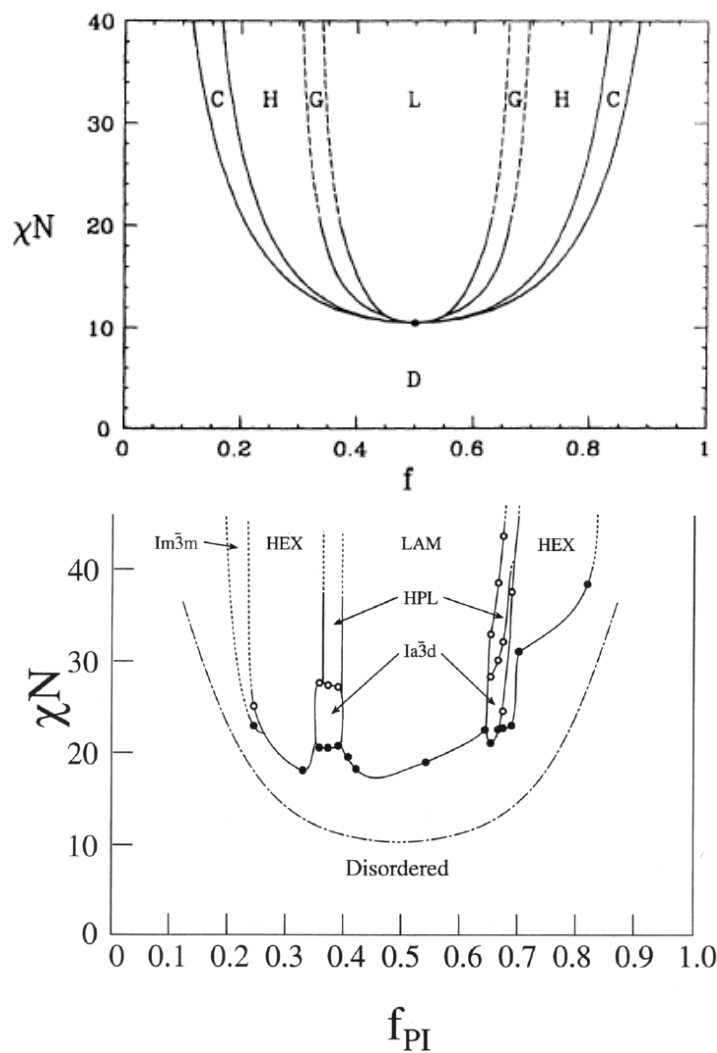 40
C H G L G H C
30
χN
20
10
D
0
0 0.2 0.4 0.6 0.8 1
f
Im3̄m HEX LAM HEX
40
HPL
Ia3̄d
30
χN
20
10
Disordered
0
0 0.1 0.2 0.3 0.4 0.5 0.6 0.7 0.8 0.9 1.0
f_PI